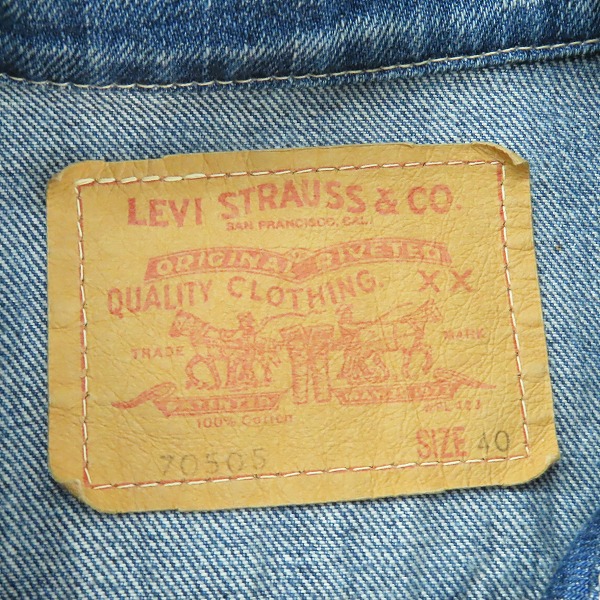 LEVI STRAUSS & CO.
SAN FRANCISCO, CAL.
ORIGINAL RIVETED
QUALITY CLOTHING. XX
TRADE MARK
PATENTED
100% COTTON
SIZE 40
70505